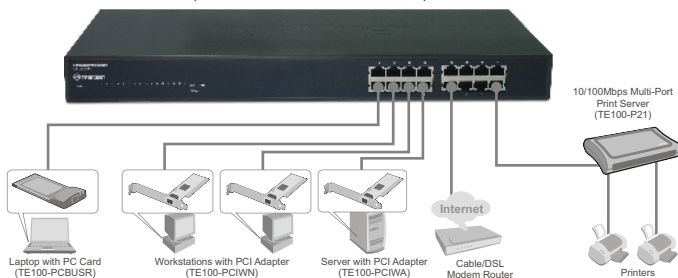 10/100Mbps Multi-Port
Print Server
(TE100-P21)
Internet
Laptop with PC Card
(TE100-PCBUSR)
Workstations with PCI Adapter
(TE100-PCIWN)
Server with PCI Adapter
(TE100-PCIWA)
Cable/DSL
Modem Router
Printers